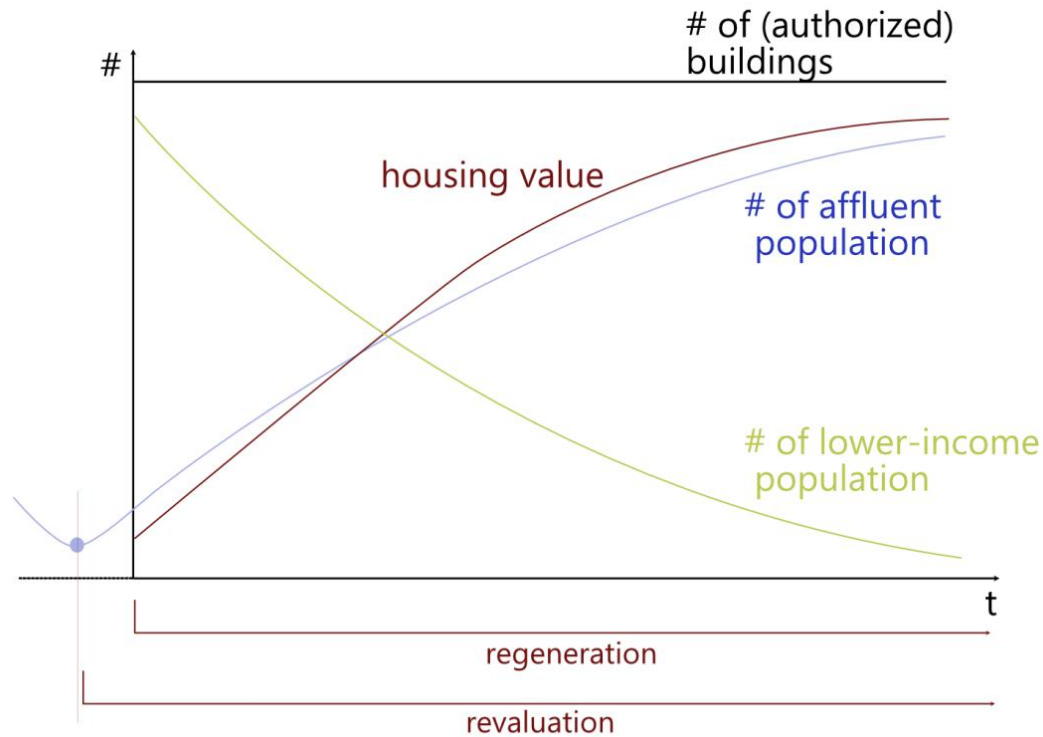 # of (authorized)
buildings
#
housing value
# of affluent
population
# of lower-income
population
t
regeneration
revaluation